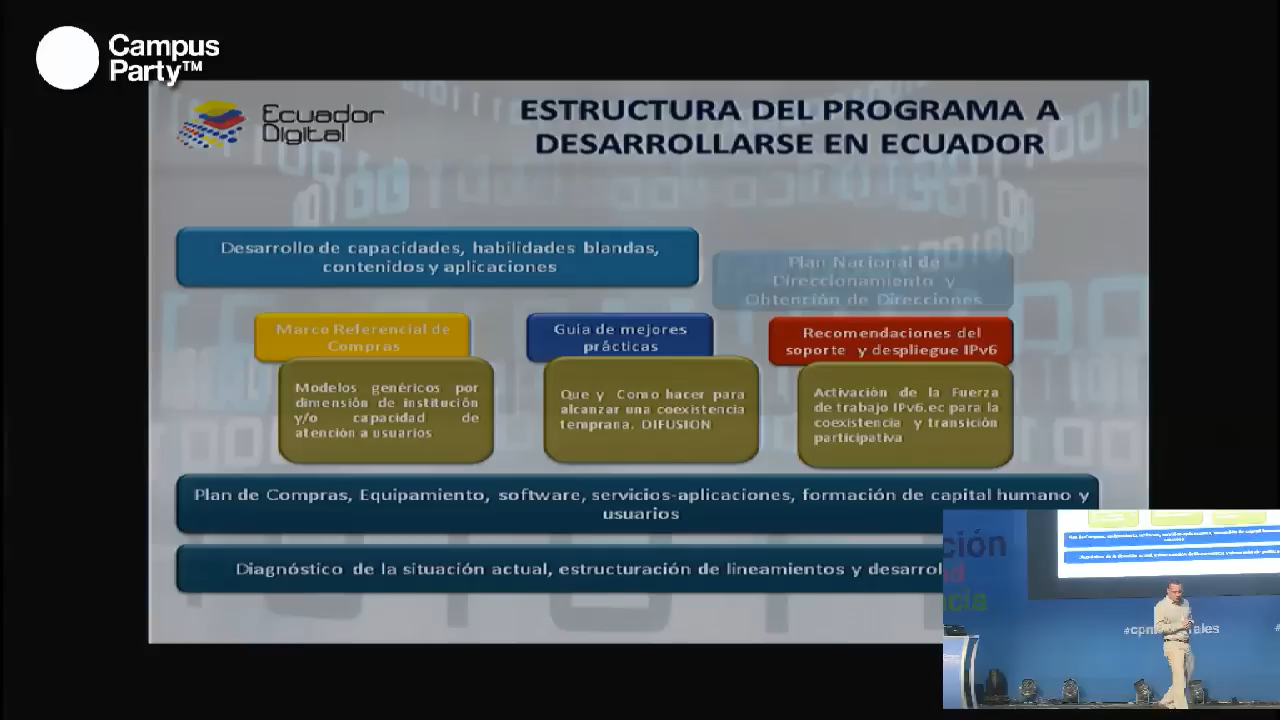 Campus
Party™
Ecuador
Digital
ESTRUCTURA DEL PROGRAMA A
DESARROLLARSE EN ECUADOR
Desarrollo de capacidades, habilidades blandas,
contenidos y aplicaciones
Plan Nacional de
Direccionamiento y
Obtención de Direcciones
Marco Referencial de
Compras
Guia de mejores
prácticas
Recomendaciones del
soporte y despliegue IPv6
Modelos genéricos por
dimensión de institución
y/o capacidad de
atención a usuarios
Que y Como hacer para
alcanzar una coexistencia
temprana. DIFUSION
Activación de la Fuerza
de trabajo IPv6.ec para la
coexistencia y transición
participativa
Plan de Compras, Equipamiento, software, servicios-aplicaciones, formación de capital humano y
usuarios
Diagnóstico de la situación actual, estructuración de lineamientos y desarrol
ción
cia